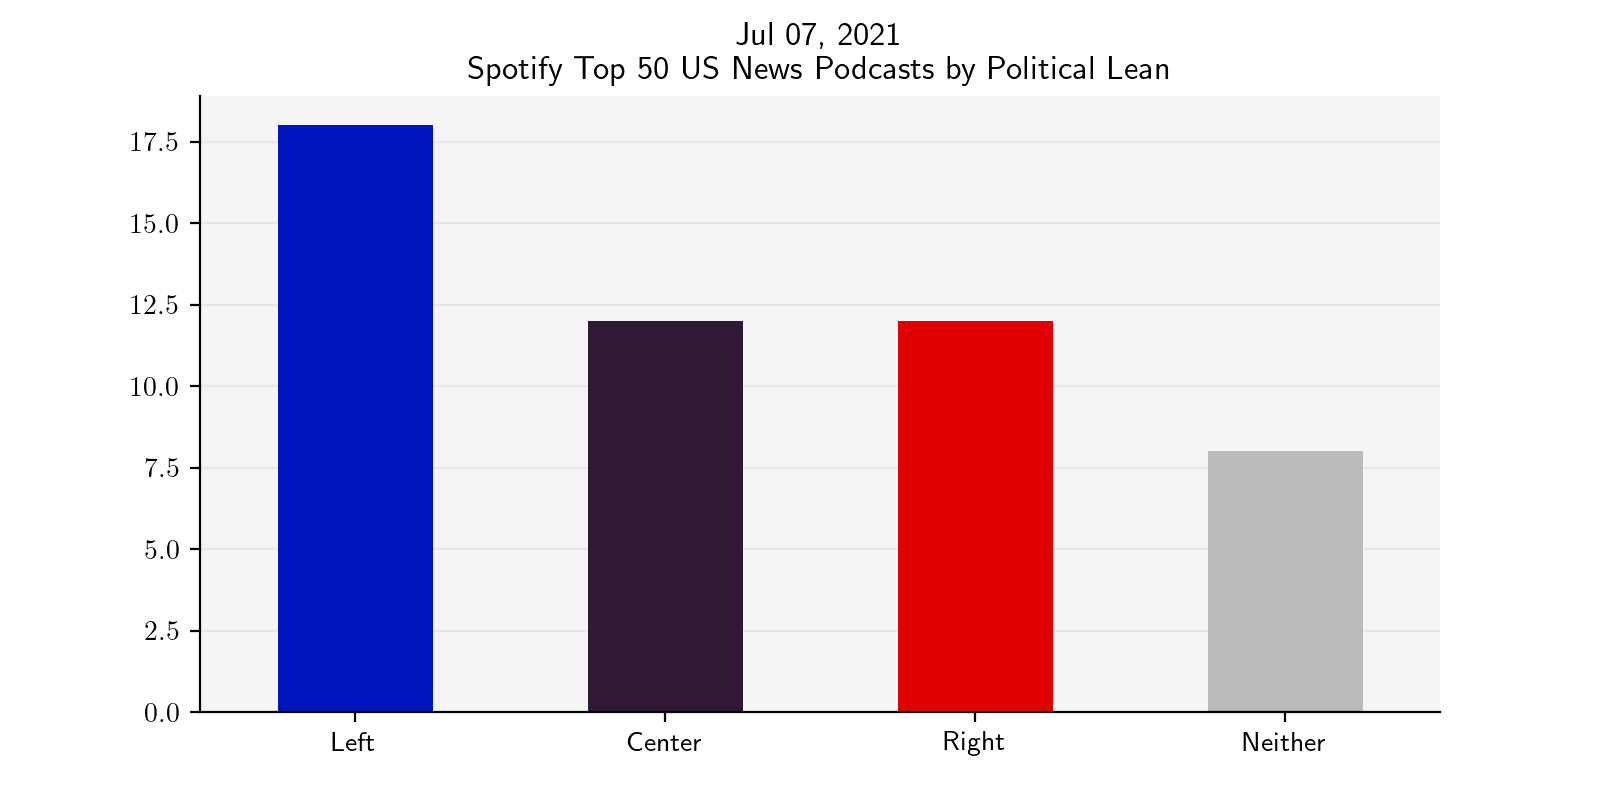 Jul 07, 2021
Spotify Top 50 US News Podcasts by Political Lean
17.5
15.0
12.5
10.0
7.5
5.0
2.5
0.0
Left Center Right Neither